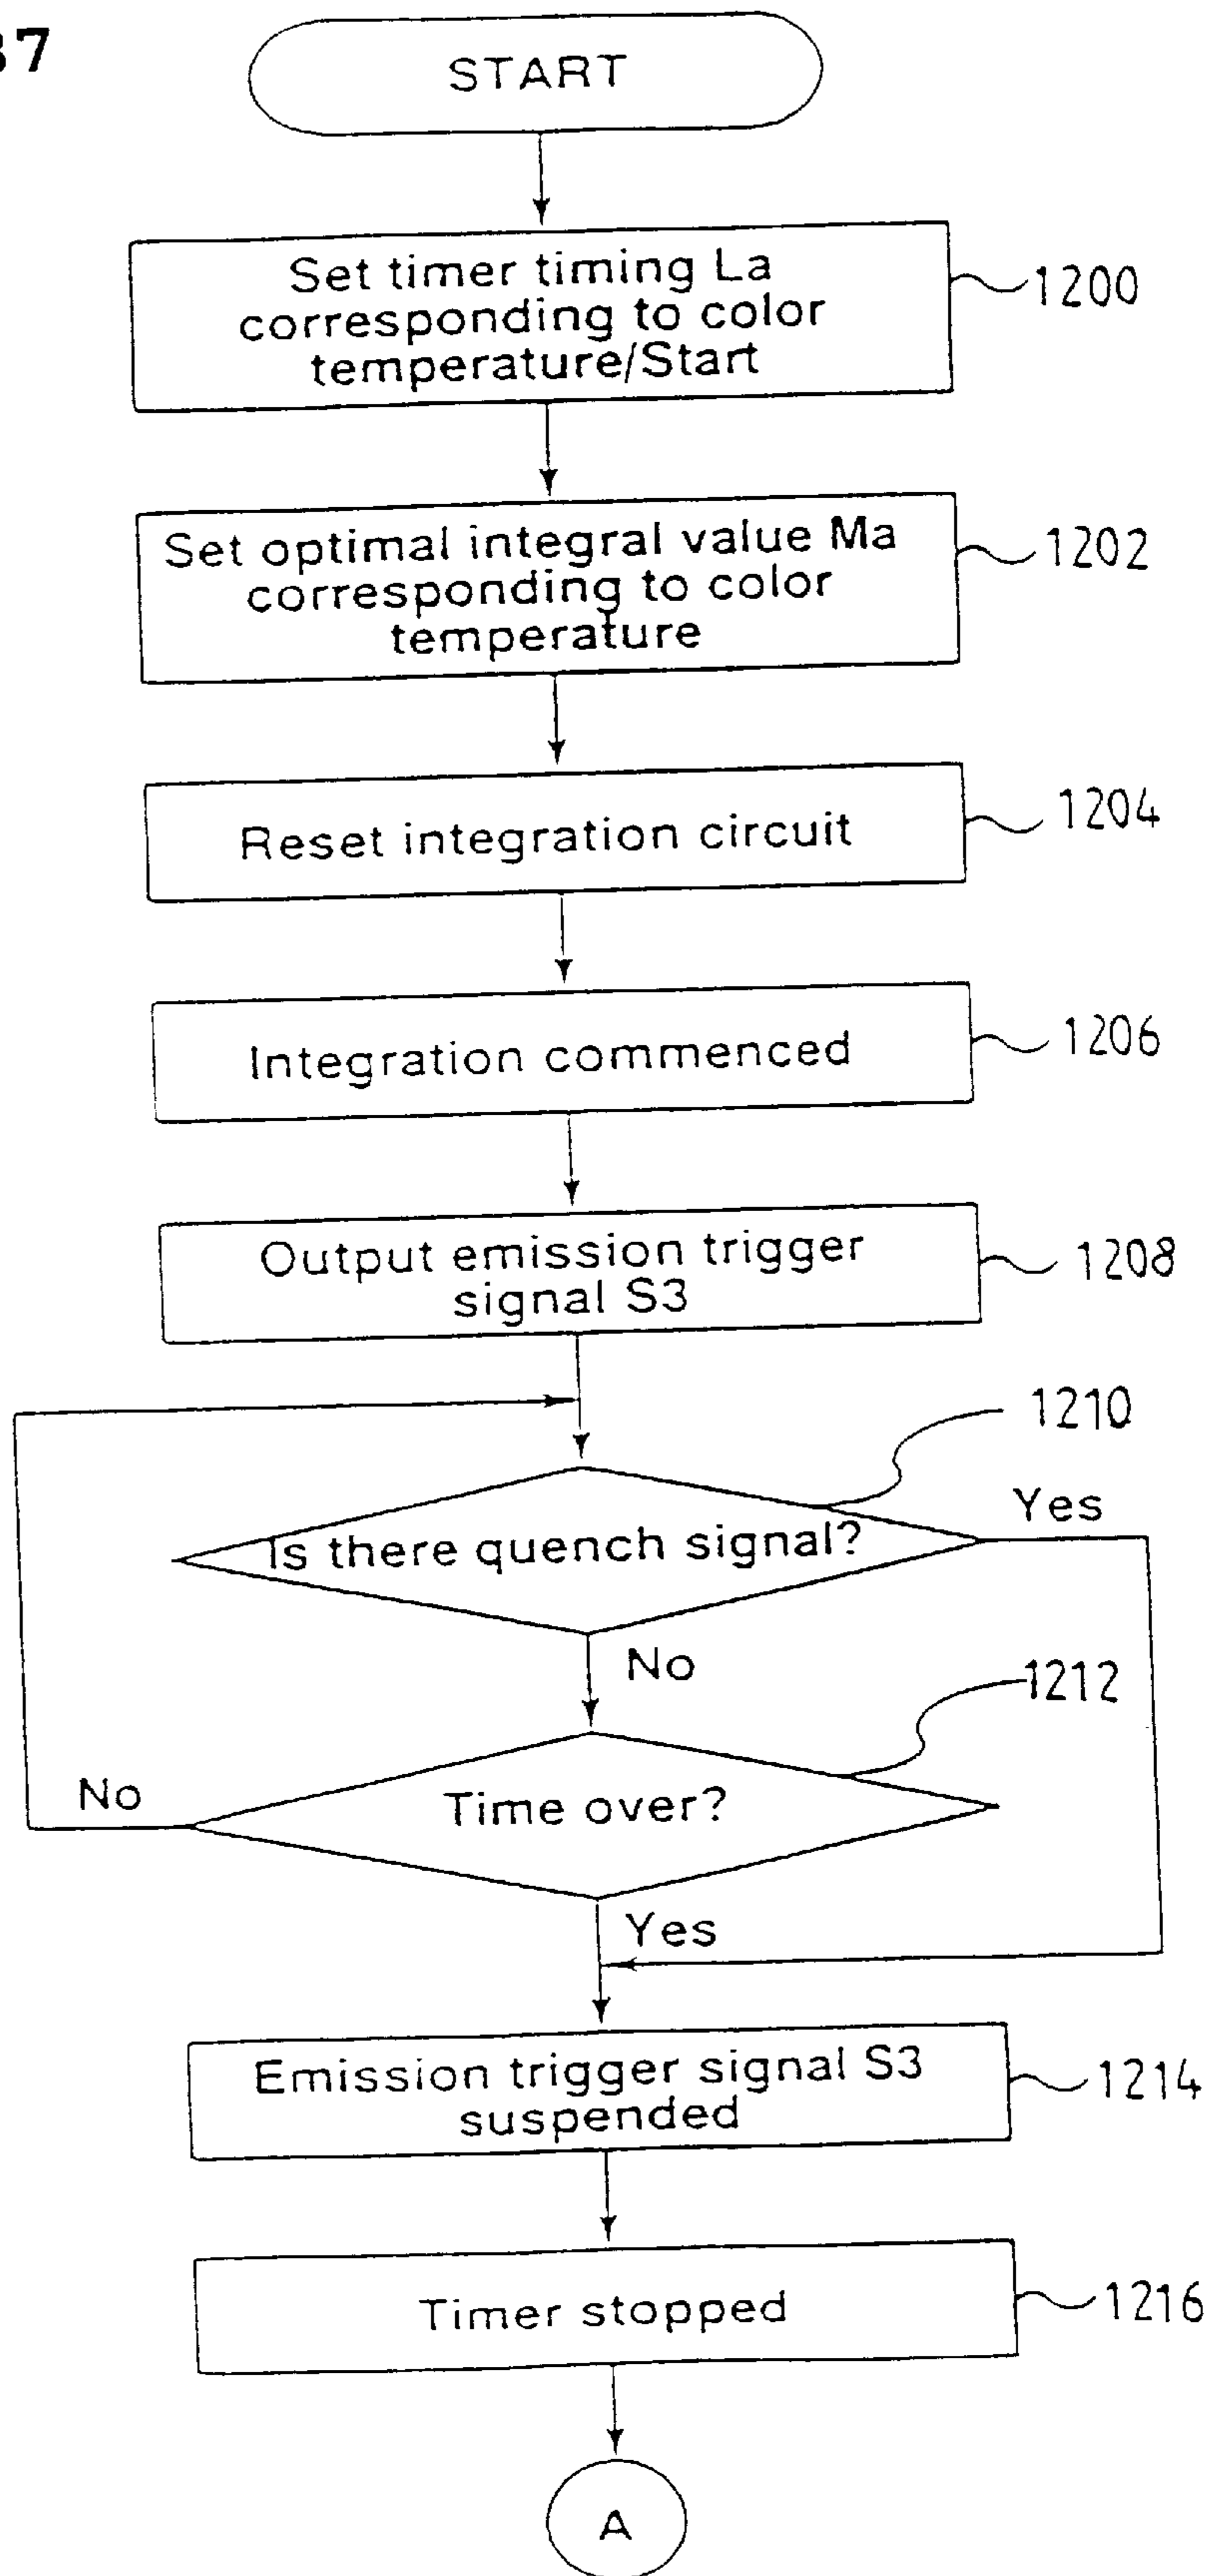 37
START
Set timer timing La
corresponding to color
temperature/Start
1200
Set optimal integral value Ma
corresponding to color
temperature
1202
Reset integration circuit
1204
Integration commenced
1206
Output emission trigger
signal S3
1208
1210
Is there quench signal?
Yes
No
1212
Time over?
No
Yes
Emission trigger signal S3
suspended
1214
Timer stopped
1216
A